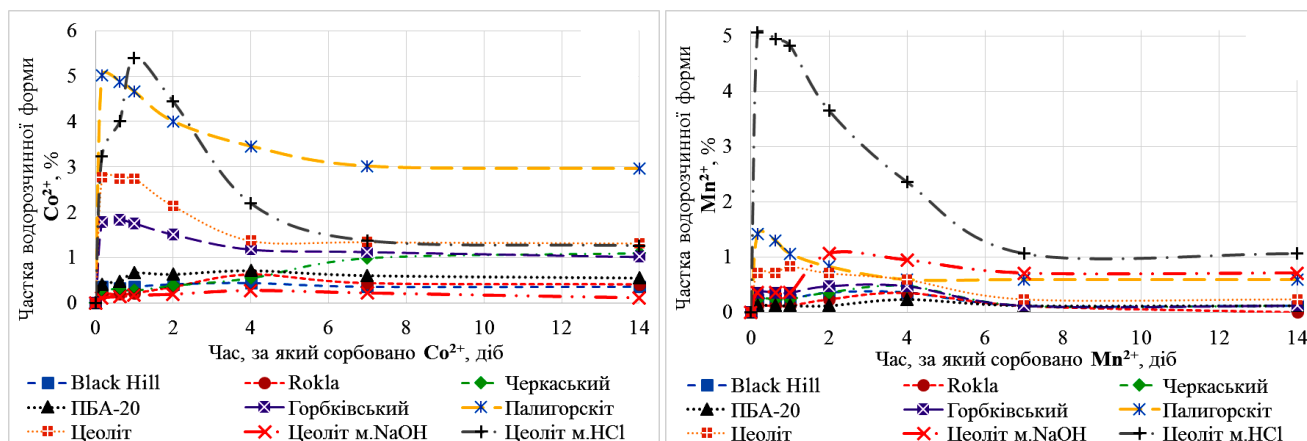 Частка водорозчинної форми
Co²⁺, %
6
5
4
3
2
1
0
0 2 4 6 8 10 12 14
Час, за який сорбовано Co²⁺, діб
Black Hill Rokla Черкаський
ПБА-20 Горбківський Палигорскіт
Цеоліт Цеоліт м.NaOH Цеоліт м.HCl
Частка водорозчинної форми
Mn²⁺, %
5
4
3
2
1
0
0 2 4 6 8 10 12 14
Час, за який сорбовано Mn²⁺, діб
Black Hill Rokla Черкаський
ПБА-20 Горбківський Палигорскіт
Цеоліт Цеоліт м.NaOH Цеоліт м.HCl